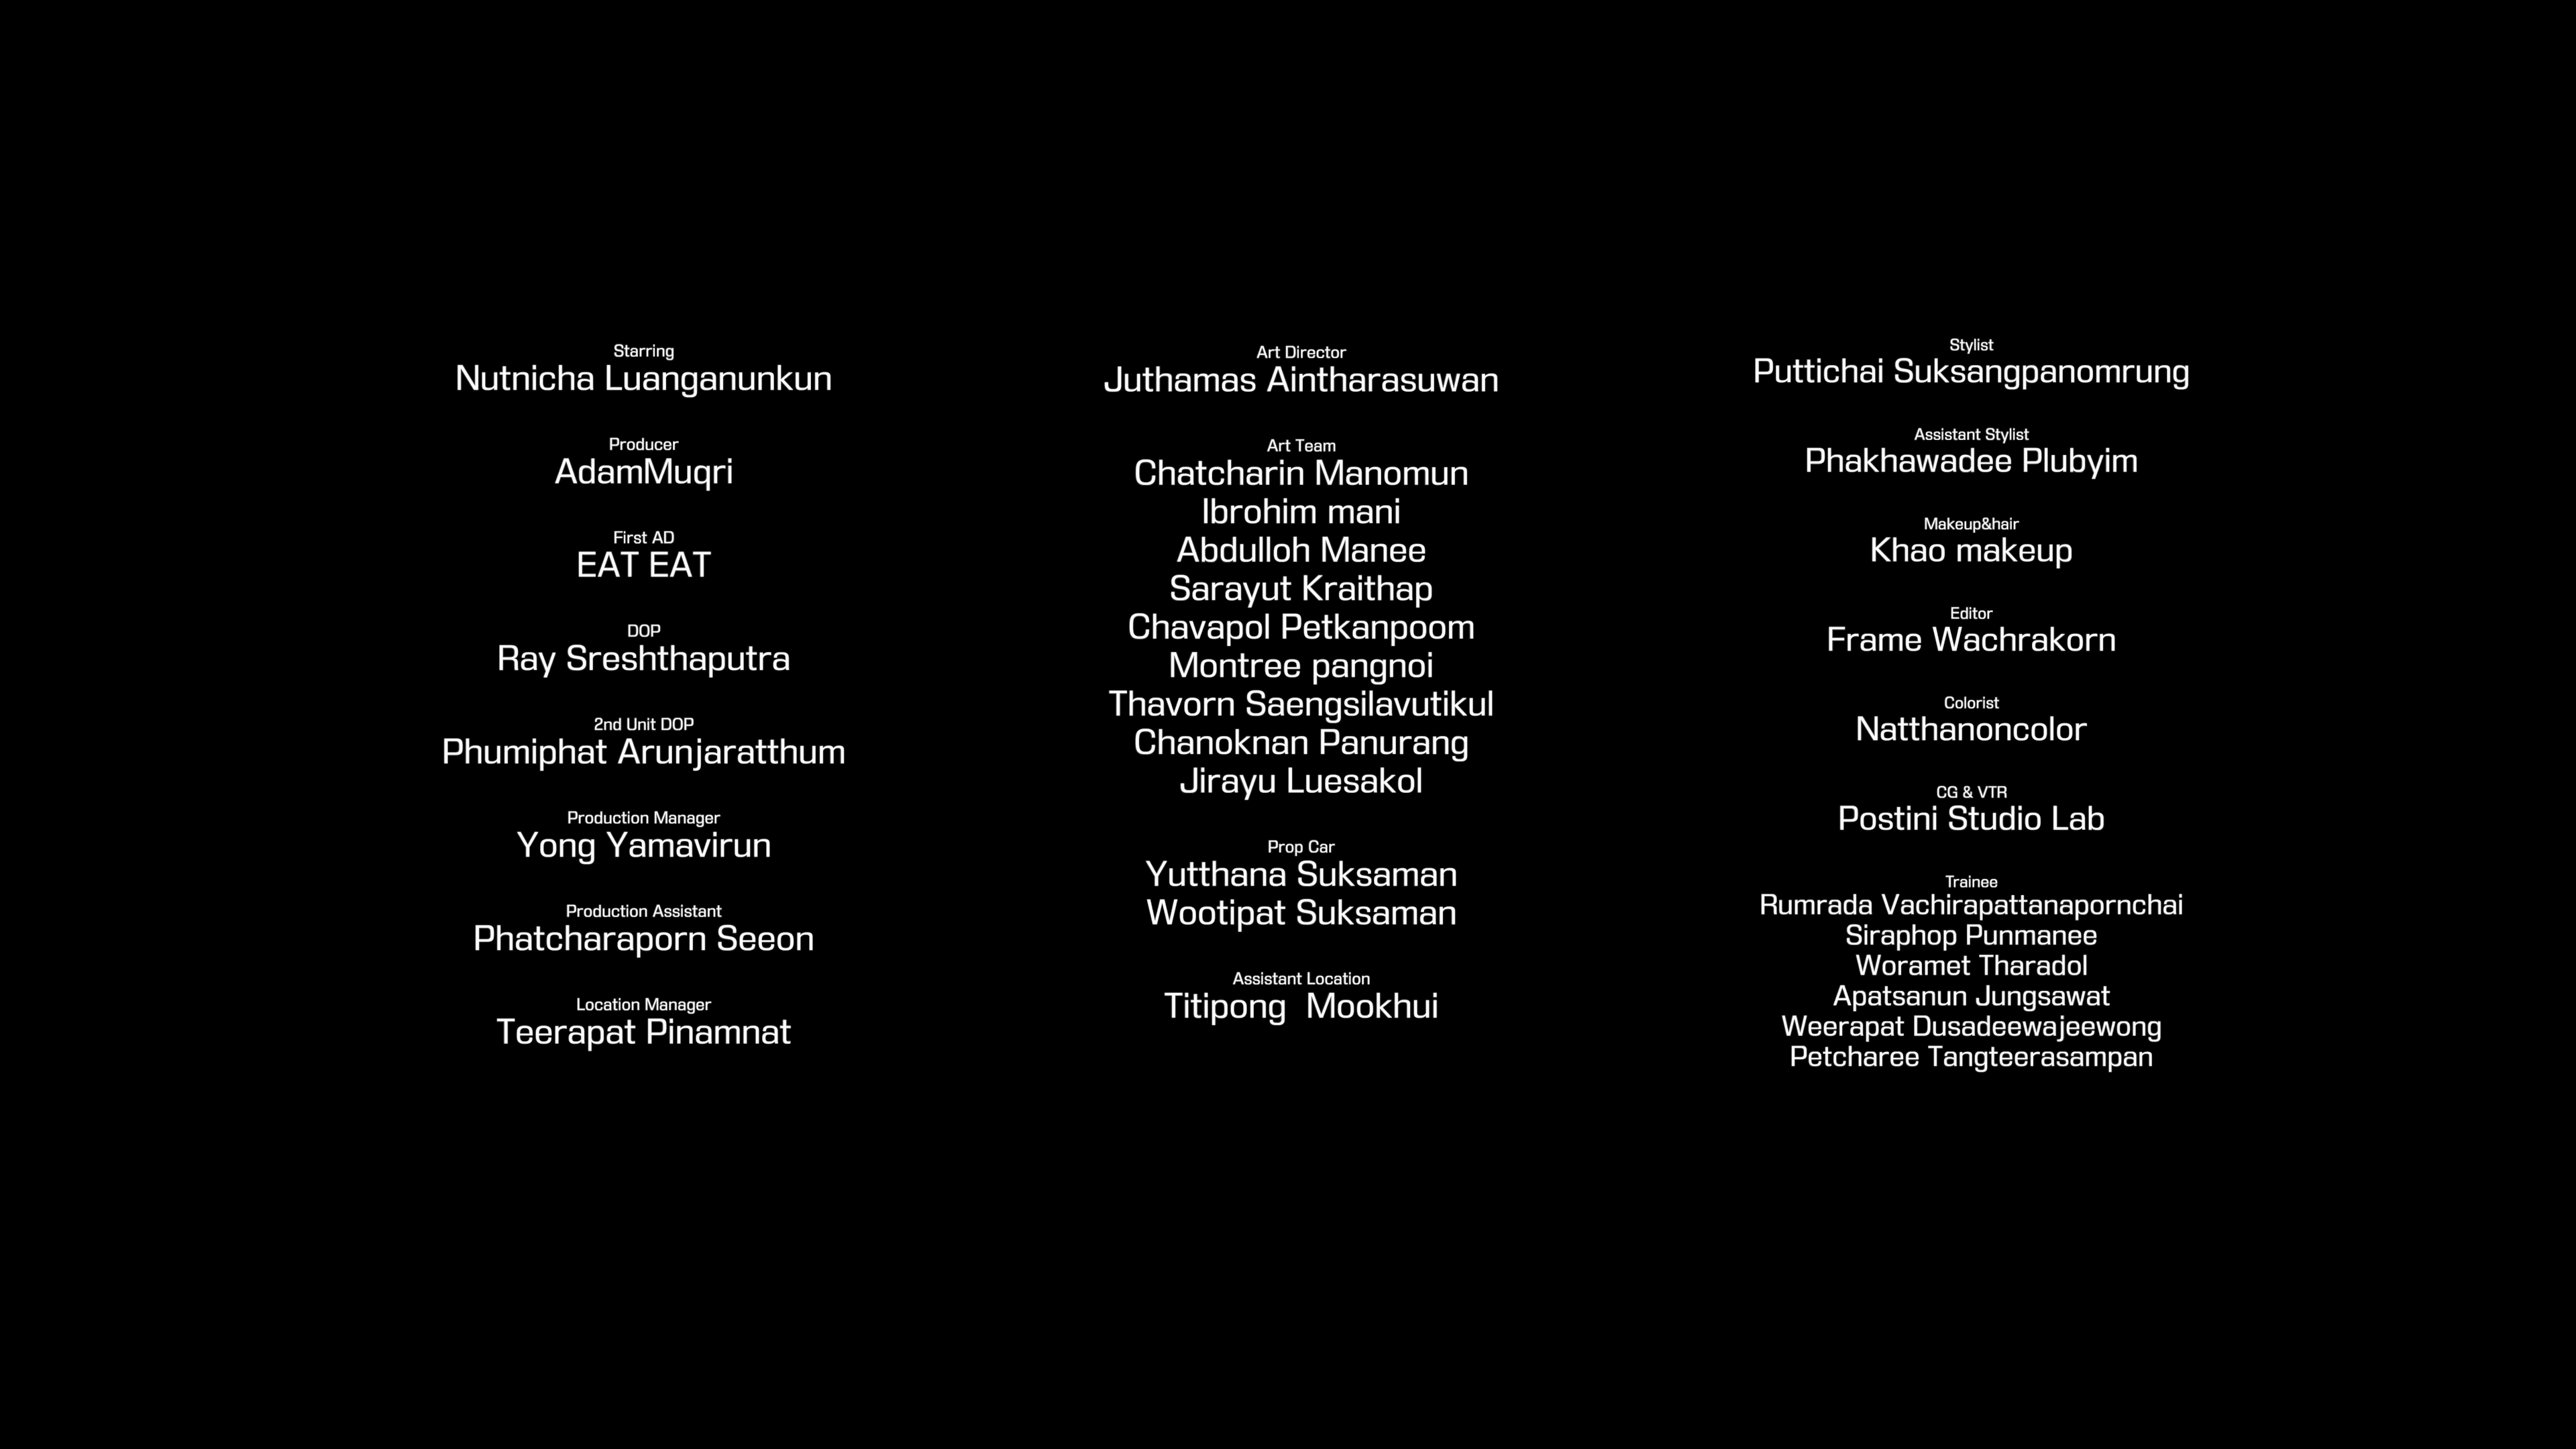 Starring
Nutnicha Luanganunkun
Producer
AdamMuqri
First AD
EAT EAT
DOP
Ray Sreshthaputra
2nd Unit DOP
Phumiphat Arunjaratthum
Production Manager
Yong Yamavirun
Production Assistant
Phatcharaporn Seeon
Location Manager
Teerapat Pinamnat
Art Director
Juthamas Aintharasuwan
Art Team
Chatcharin Manomun
Ibrohim mani
Abdulloh Manee
Sarayut Kraithap
Chavapol Petkanpoom
Montree pangnoi
Thavorn Saengsilavutikul
Chanoknan Panurang
Jirayu Luesakol
Prop Car
Yutthana Suksaman
Wootipat Suksaman
Assistant Location
Titipong  Mookhui
Stylist
Puttichai Suksangpanomrung
Assistant Stylist
Phakhawadee Plubyim
Makeup&hair
Khao makeup
Editor
Frame Wachrakorn
Colorist
Natthanoncolor
CG & VTR
Postini Studio Lab
Trainee
Rumrada Vachirapattanapornchai
Siraphop Punmanee
Woramet Tharadol
Apatsanun Jungsawat
Weerapat Dusadeewajeewong
Petcharee Tangteerasampan